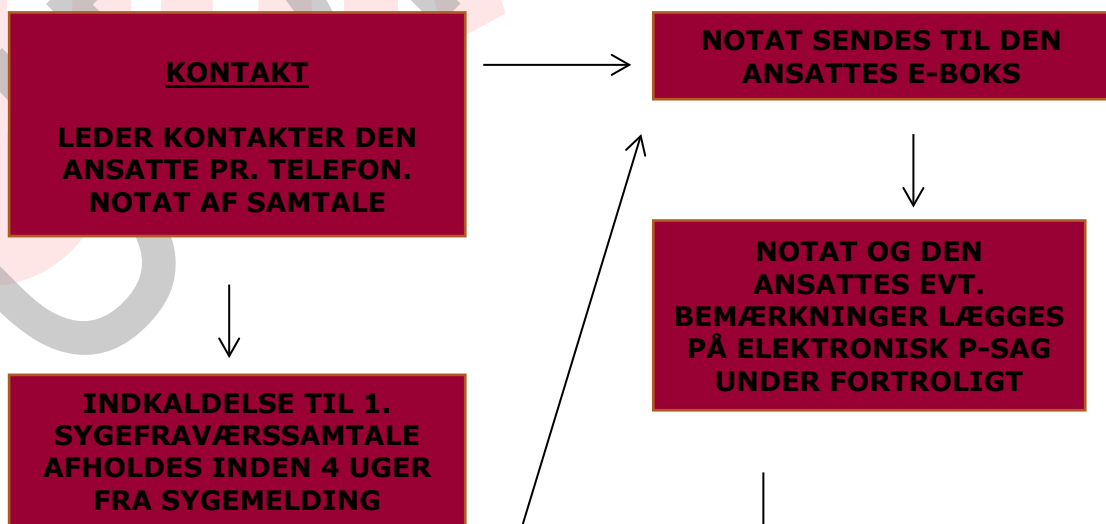 KONTAKT
LEDER KONTAKTER DEN
ANSATTE PR. TELEFON.
NOTAT AF SAMTALE
NOTAT SENDES TIL DEN
ANSATTES E-BOKS
NOTAT OG DEN
ANSATTES EVT.
BEMÆRKNINGER LÆGGES
PÅ ELEKTRONISK P-SAG
UNDER FORTROLIGT
INDKALDELSE TIL 1.
SYGEFRAVÆRSSAMTALE
AFHOLDES INDEN 4 UGER
FRA SYGEMELDING